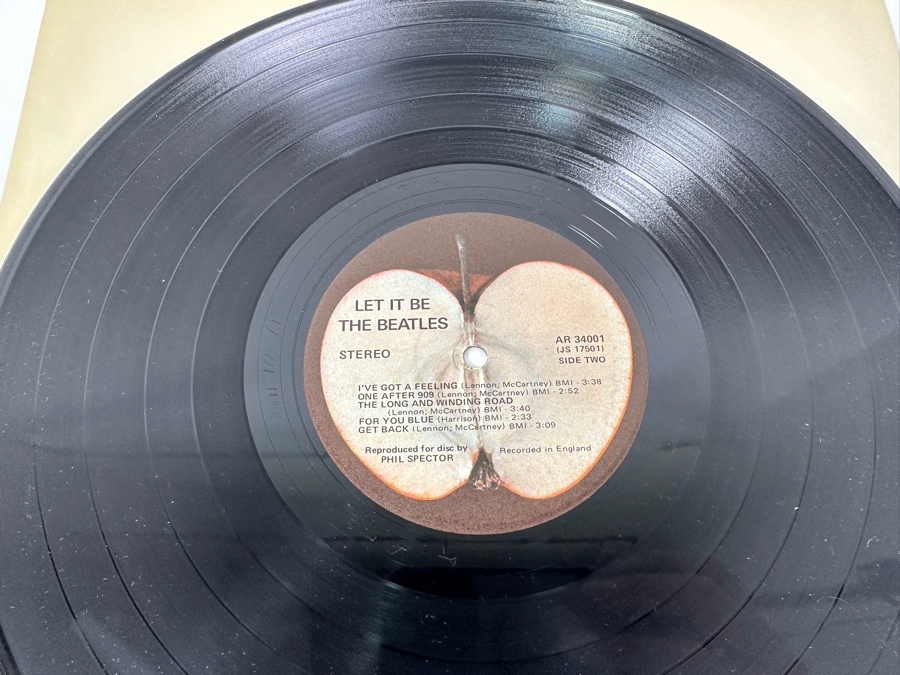 LET IT BE
THE BEATLES
STEREO
AR 34001
(JS 17501)
SIDE TWO
I'VE GOT A FEELING (Lennon; McCartney) BMI - 3:38
ONE AFTER 909 (Lennon; McCartney) BMI - 2:52
THE LONG AND WINDING ROAD
(Lennon; McCartney) BMI - 3:40
FOR YOU BLUE (Harrison) BMI - 2:33
GET BACK (Lennon; McCartney) BMI - 3:09
Reproduced for disc by
PHIL SPECTOR
Recorded in England